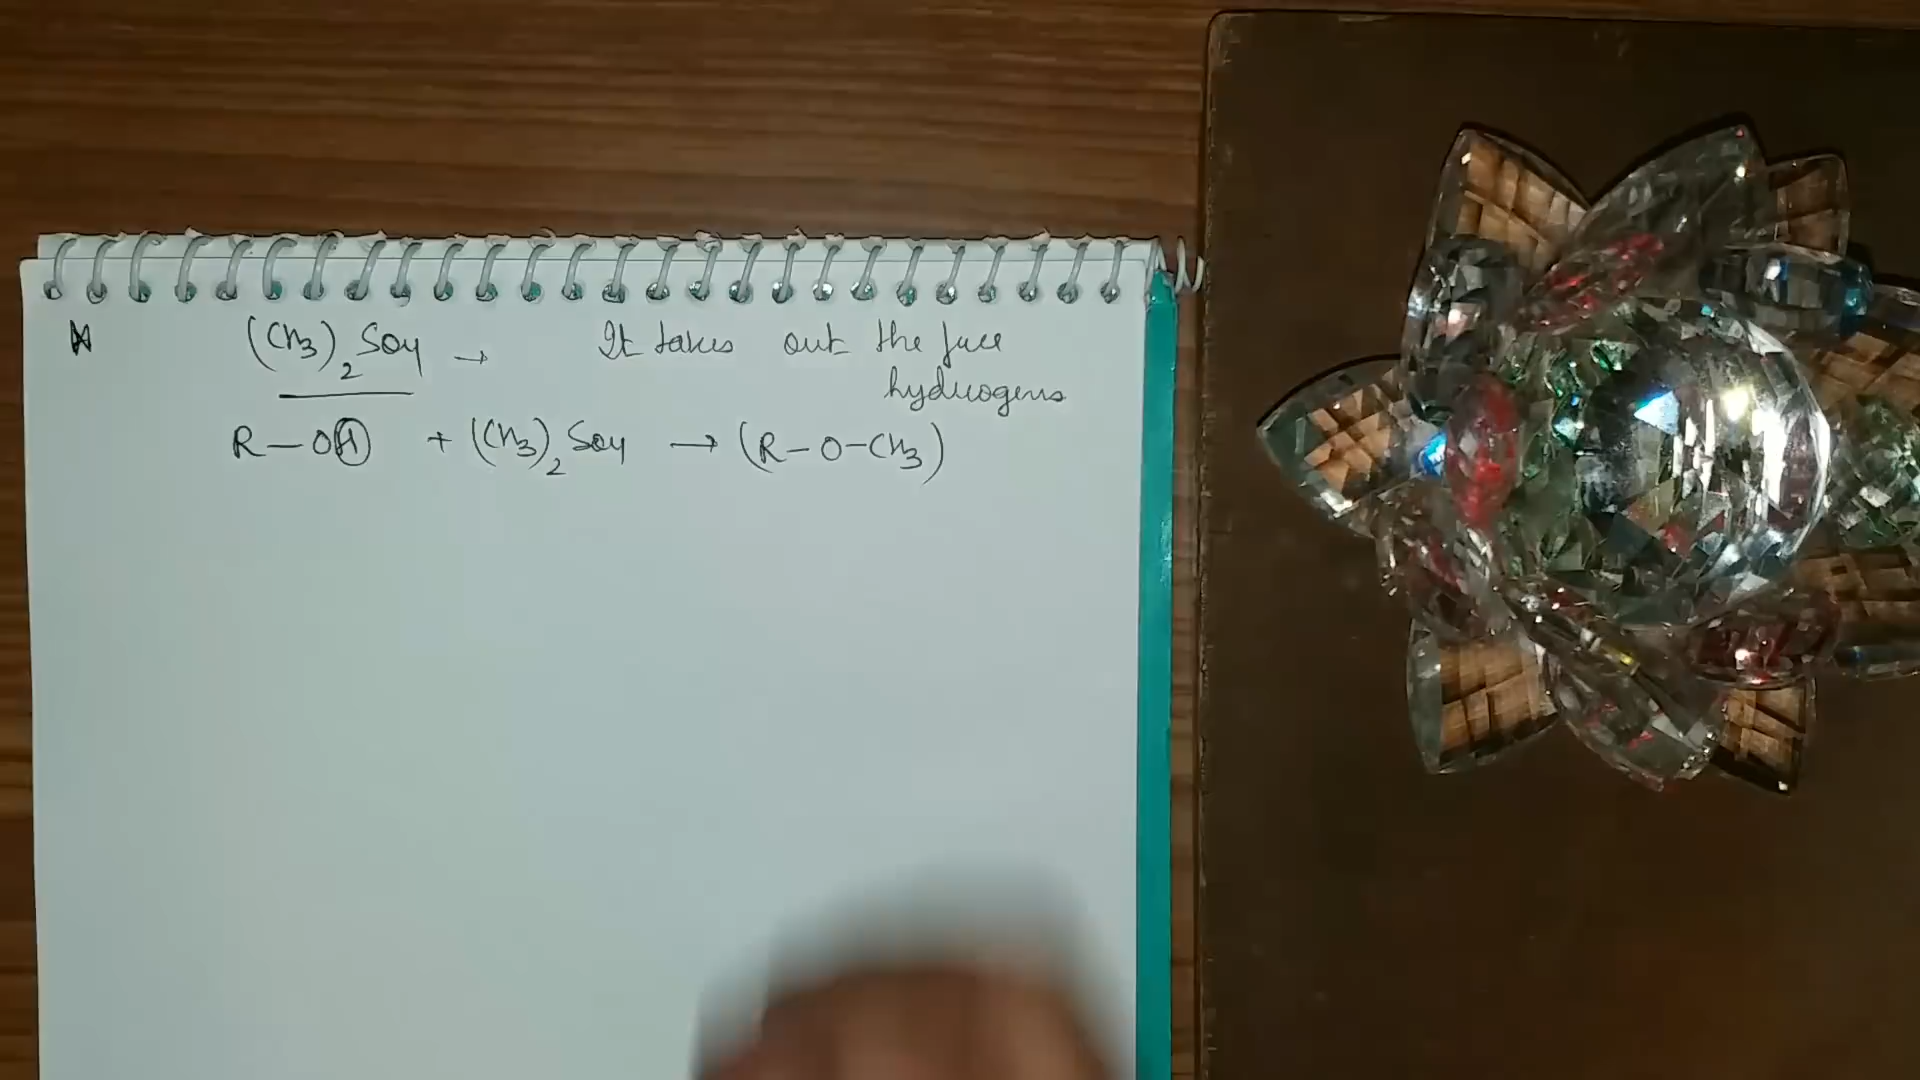 (CH3)2SO4 → It takes out the free
hydrogens
R—OH + (CH3)2SO4 → (R-O-CH3)